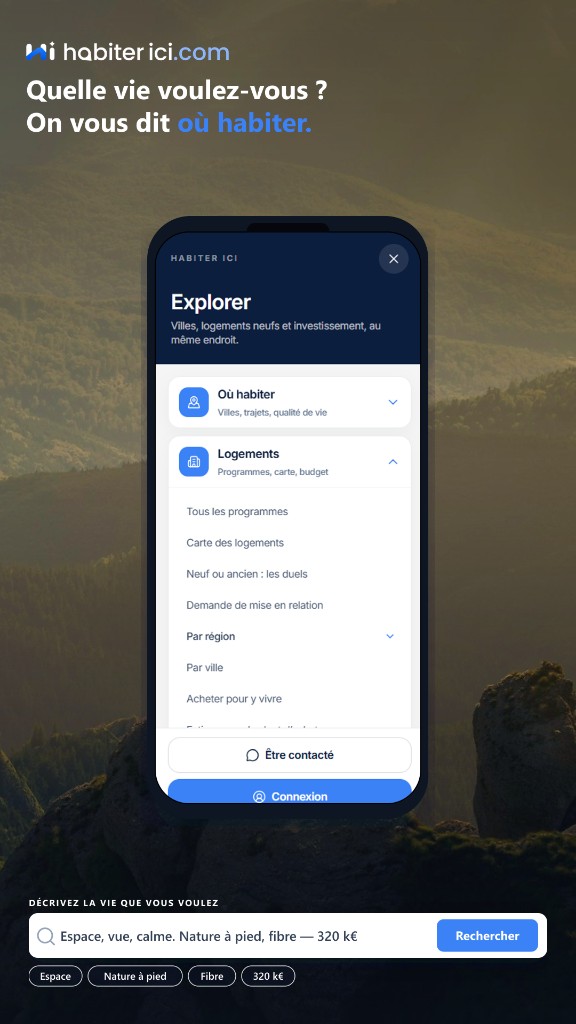 habiter ici.com
Quelle vie voulez-vous ?
On vous dit où habiter.
HABITER ICI
Explorer
Villes, logements neufs et investissement, au
même endroit.
Où habiter
Villes, trajets, qualité de vie
Logements
Programmes, carte, budget
Tous les programmes
Carte des logements
Neuf ou ancien : les duels
Demande de mise en relation
Par région
Par ville
Acheter pour y vivre
Être contacté
Connexion
DÉCRIVEZ LA VIE QUE VOUS VOULEZ
Espace, vue, calme. Nature à pied, fibre — 320 k€
Rechercher
Espace
Nature à pied
Fibre
320 k€